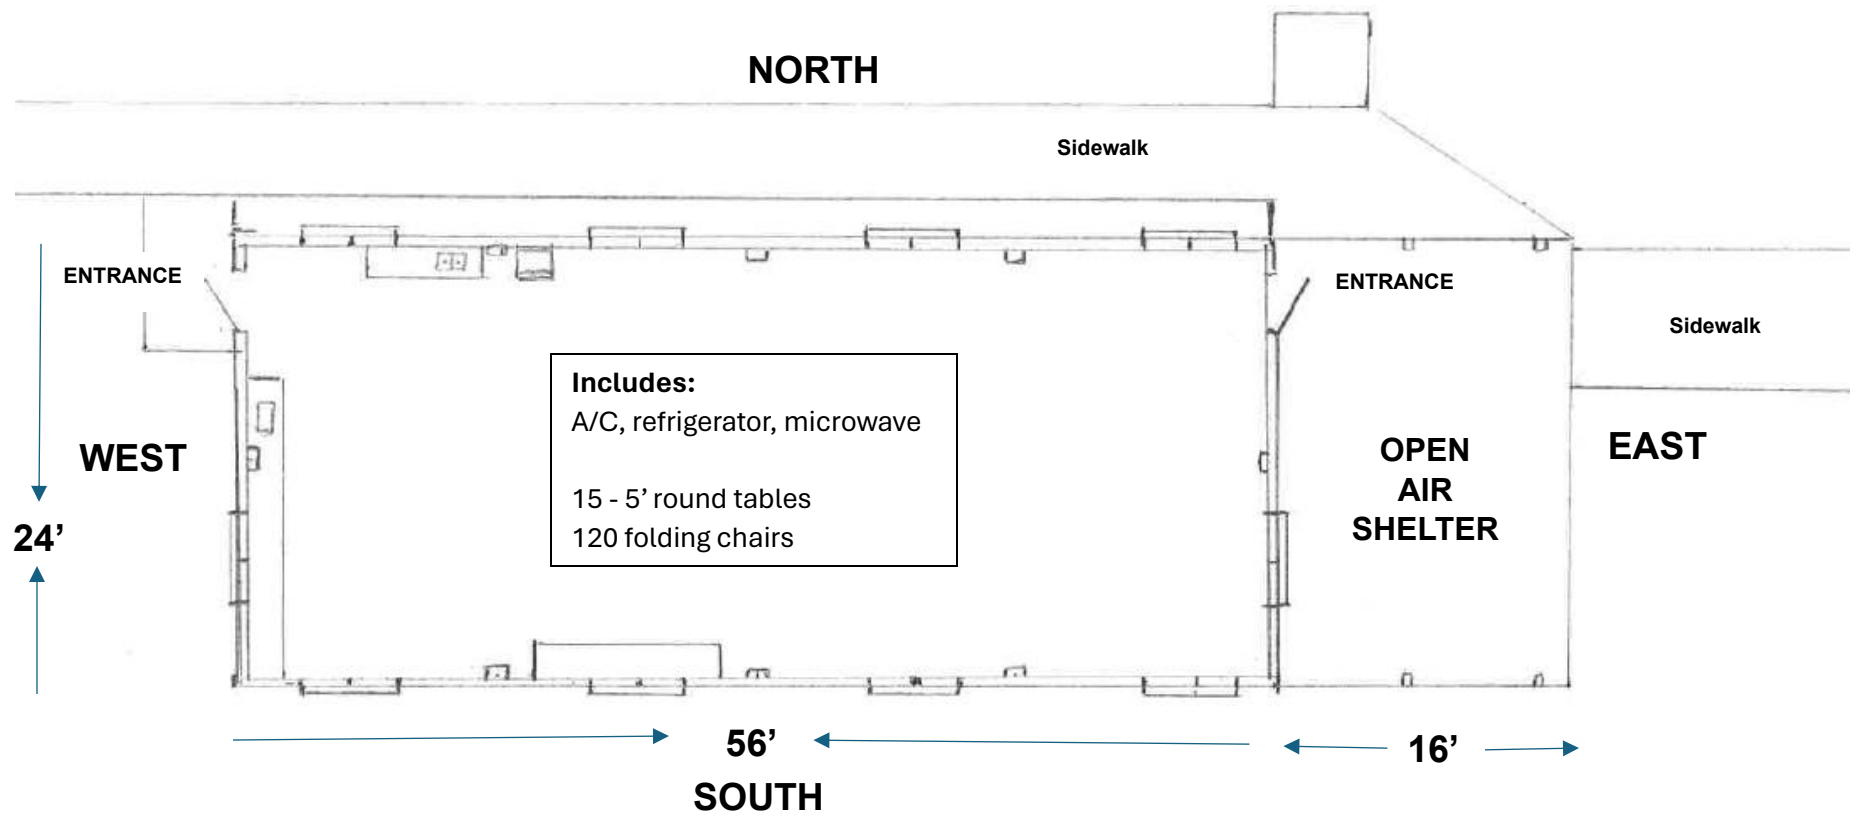 NORTH
Sidewalk
ENTRANCE
ENTRANCE
Sidewalk
Includes:
A/C, refrigerator, microwave
15 - 5’ round tables
120 folding chairs
WEST
OPEN
AIR
SHELTER
EAST
24’
56’
16’
SOUTH